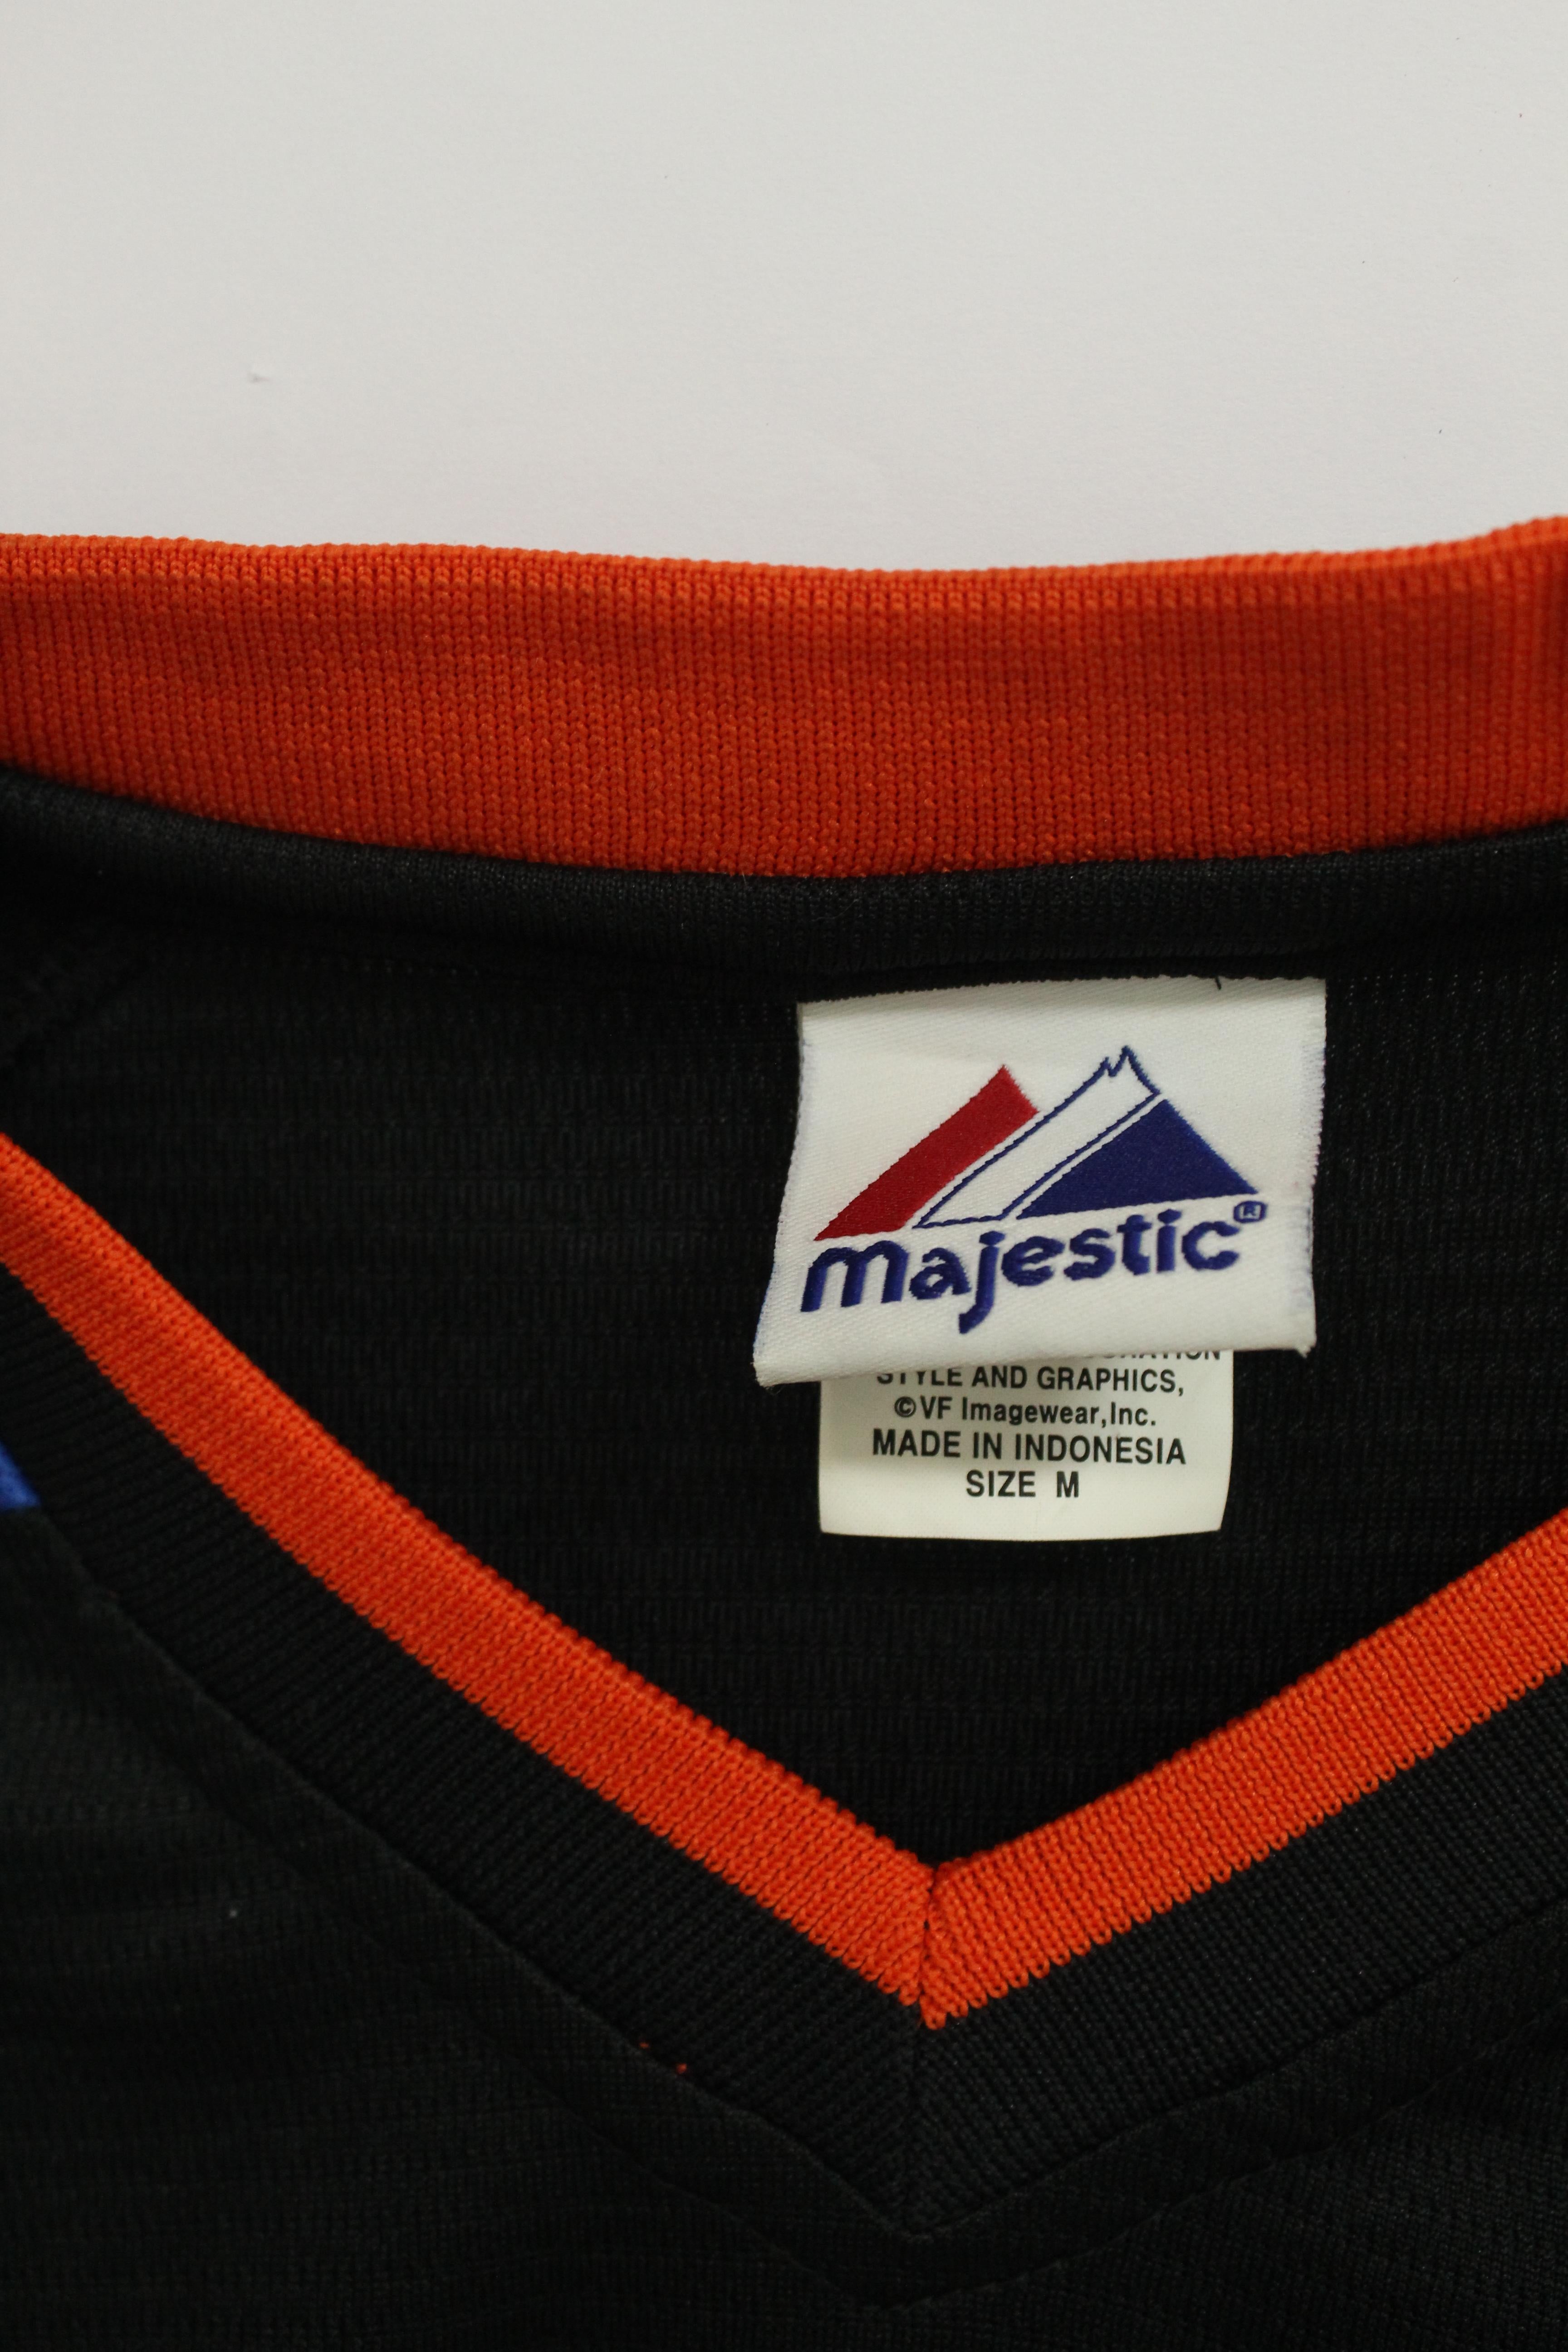 majestic®
STYLE AND GRAPHICS,
©VF Imagewear,Inc.
MADE IN INDONESIA
SIZE M